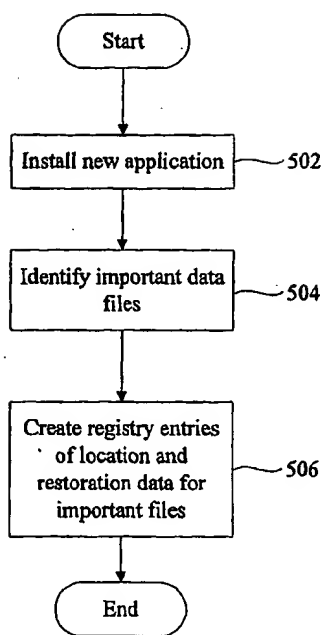 Start
Install new application
502
Identify important data
files
504
Create registry entries
of location and
restoration data for
important files
506
End